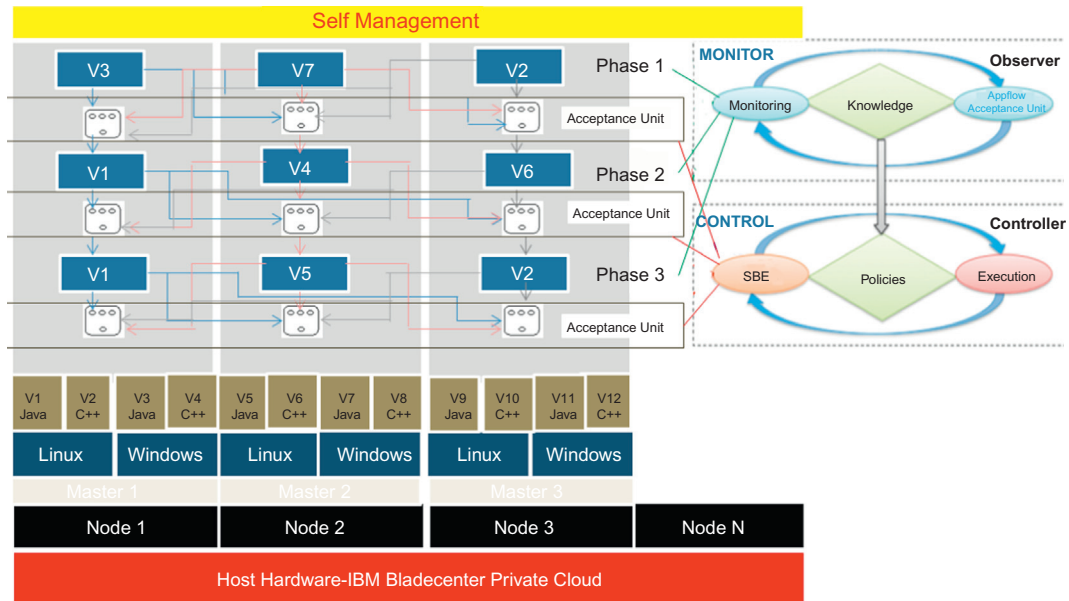 Self Management
V3
V7
V2
Phase 1
Acceptance Unit
V1
V4
V6
Phase 2
Acceptance Unit
V1
V5
V2
Phase 3
Acceptance Unit
MONITOR
Observer
Monitoring
Knowledge
Appflow
Acceptance Unit
CONTROL
Controller
SBE
Policies
Execution
V1
Java
V2
C++
V3
Java
V4
C++
V5
Java
V6
C++
V7
Java
V8
C++
V9
Java
V10
C++
V11
Java
V12
C++
Linux
Windows
Linux
Windows
Linux
Windows
Master 1
Master 2
Master 3
Node 1
Node 2
Node 3
Node N
Host Hardware-IBM Bladecenter Private Cloud